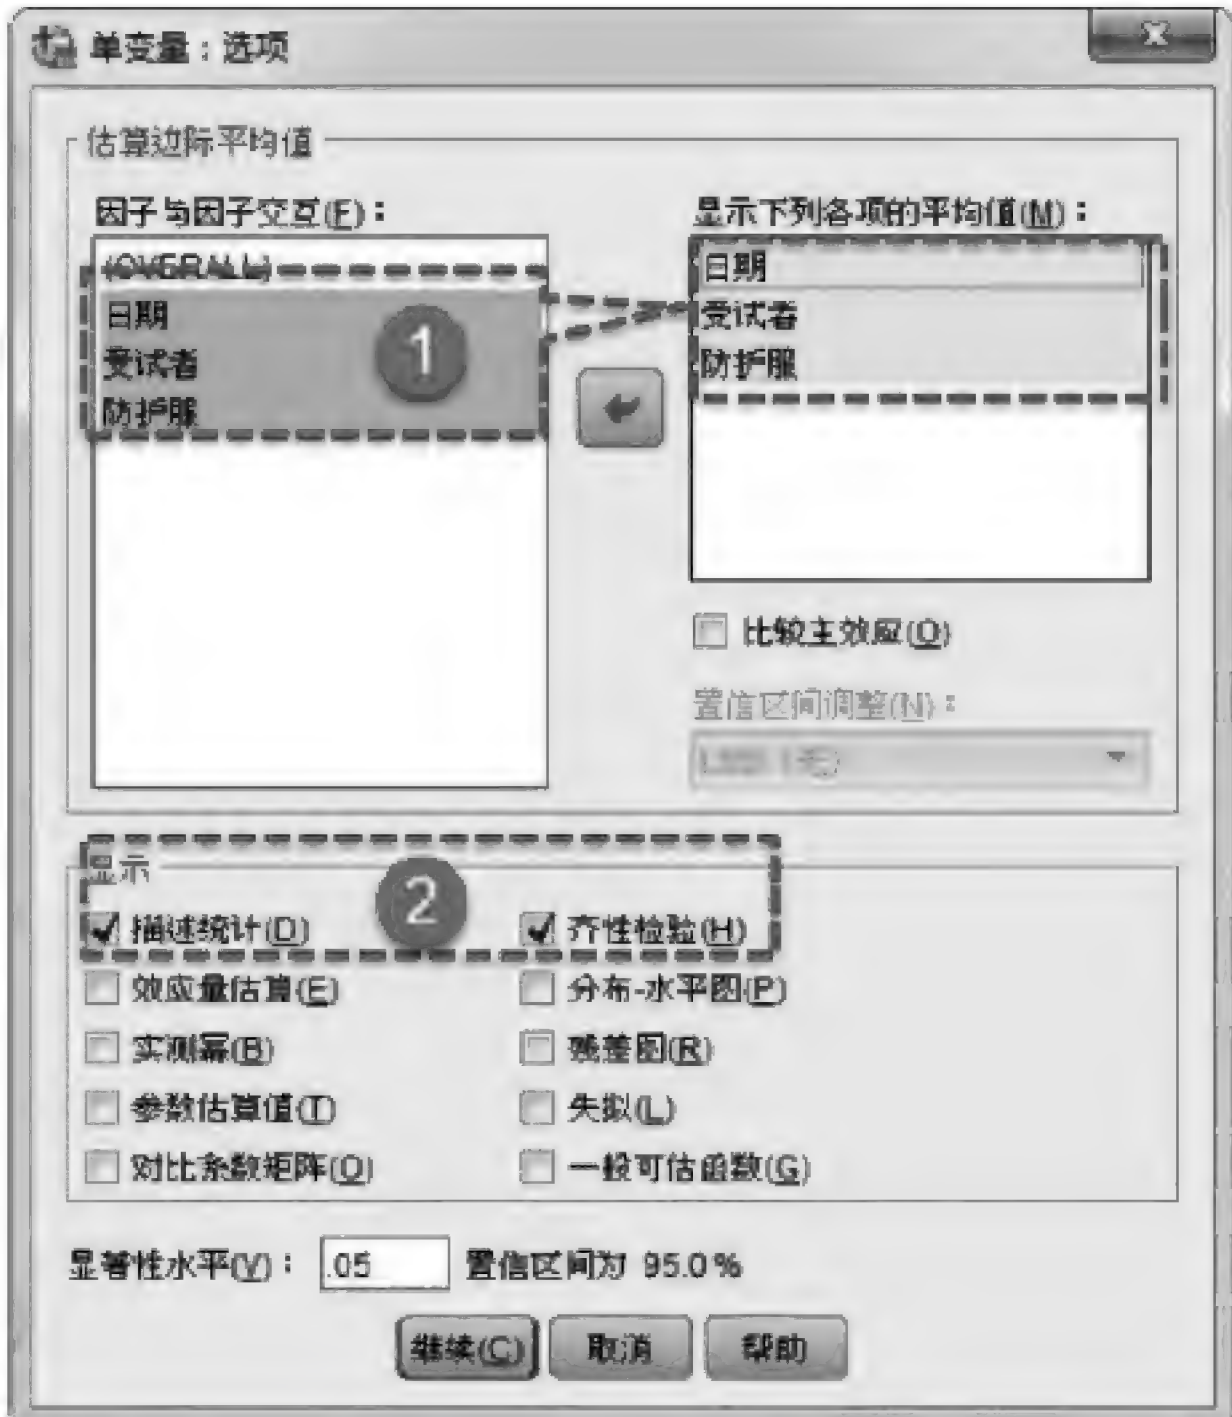 单变量：选项
估算边际平均值
因子与因子交互(F)：
(OVERALL)
日期
受试者
防护服
1
显示下列各项的平均值(M)：
日期
受试者
防护服
比较主效应(O)
置信区间调整(N)：
LSD (无)
显示
2
描述统计(D)
齐性检验(H)
效应量估算(E)
分布-水平图(P)
实测幂(B)
残差图(R)
参数估算值(T)
失拟(L)
对比系数矩阵(O)
一般可估函数(G)
显著性水平(V)： .05 置信区间为 95.0%
继续(C) 取消 帮助